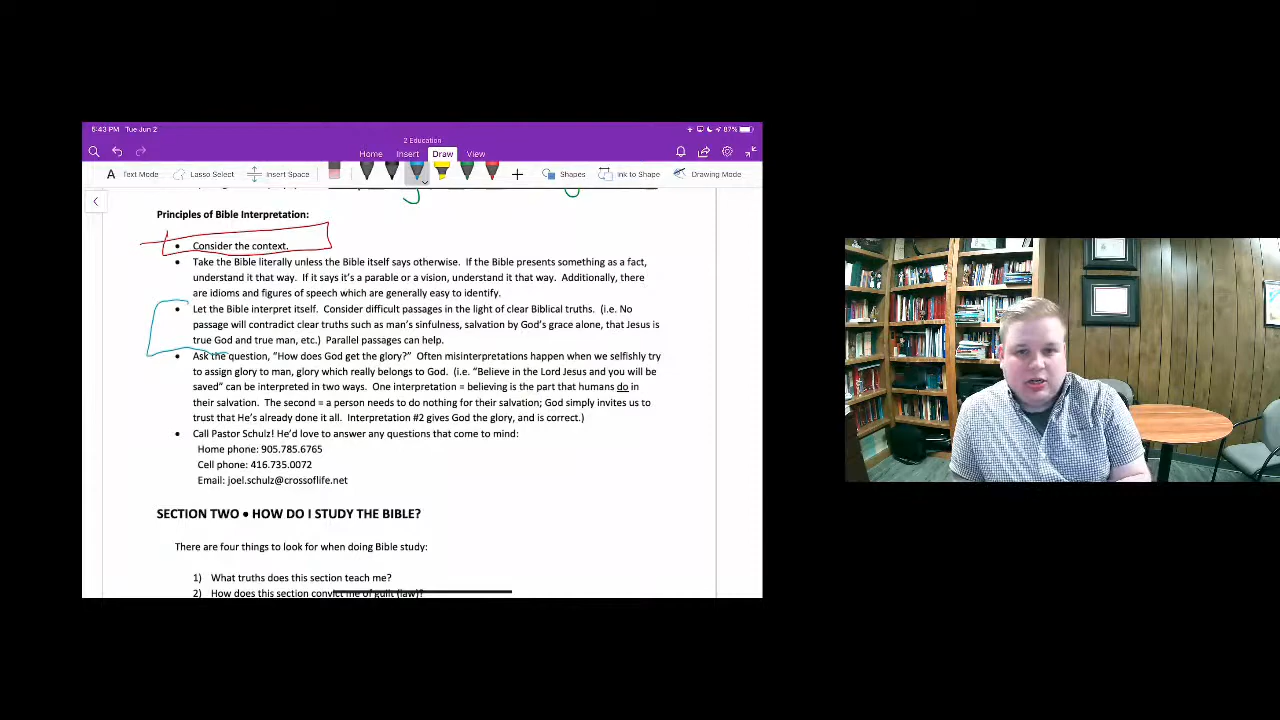 5:43 PM Tue Jun 2
87%
2 Education
Home Insert Draw View
Text Mode Lasso Select Insert Space Shapes Ink to Shape Drawing Mode
Principles of Bible Interpretation:
• Consider the context.
• Take the Bible literally unless the Bible itself says otherwise. If the Bible presents something as a fact,
understand it that way. If it says it's a parable or a vision, understand it that way. Additionally, there
are idioms and figures of speech which are generally easy to identify.
• Let the Bible interpret itself. Consider difficult passages in the light of clear Biblical truths. (i.e. No
passage will contradict clear truths such as man's sinfulness, salvation by God's grace alone, that Jesus is
true God and true man, etc.) Parallel passages can help.
• Ask the question, "How does God get the glory?" Often misinterpretations happen when we selfishly try
to assign glory to man, glory which really belongs to God. (i.e. "Believe in the Lord Jesus and you will be
saved" can be interpreted in two ways. One interpretation = believing is the part that humans do in
their salvation. The second = a person needs to do nothing for their salvation; God simply invites us to
trust that He's already done it all. Interpretation #2 gives God the glory, and is correct.)
• Call Pastor Schulz! He'd love to answer any questions that come to mind:
Home phone: 905.785.6765
Cell phone: 416.735.0072
Email: joel.schulz@crossoflife.net
SECTION TWO • HOW DO I STUDY THE BIBLE?
There are four things to look for when doing Bible study:
1) What truths does this section teach me?
2) How does this section convict me of guilt (law)?